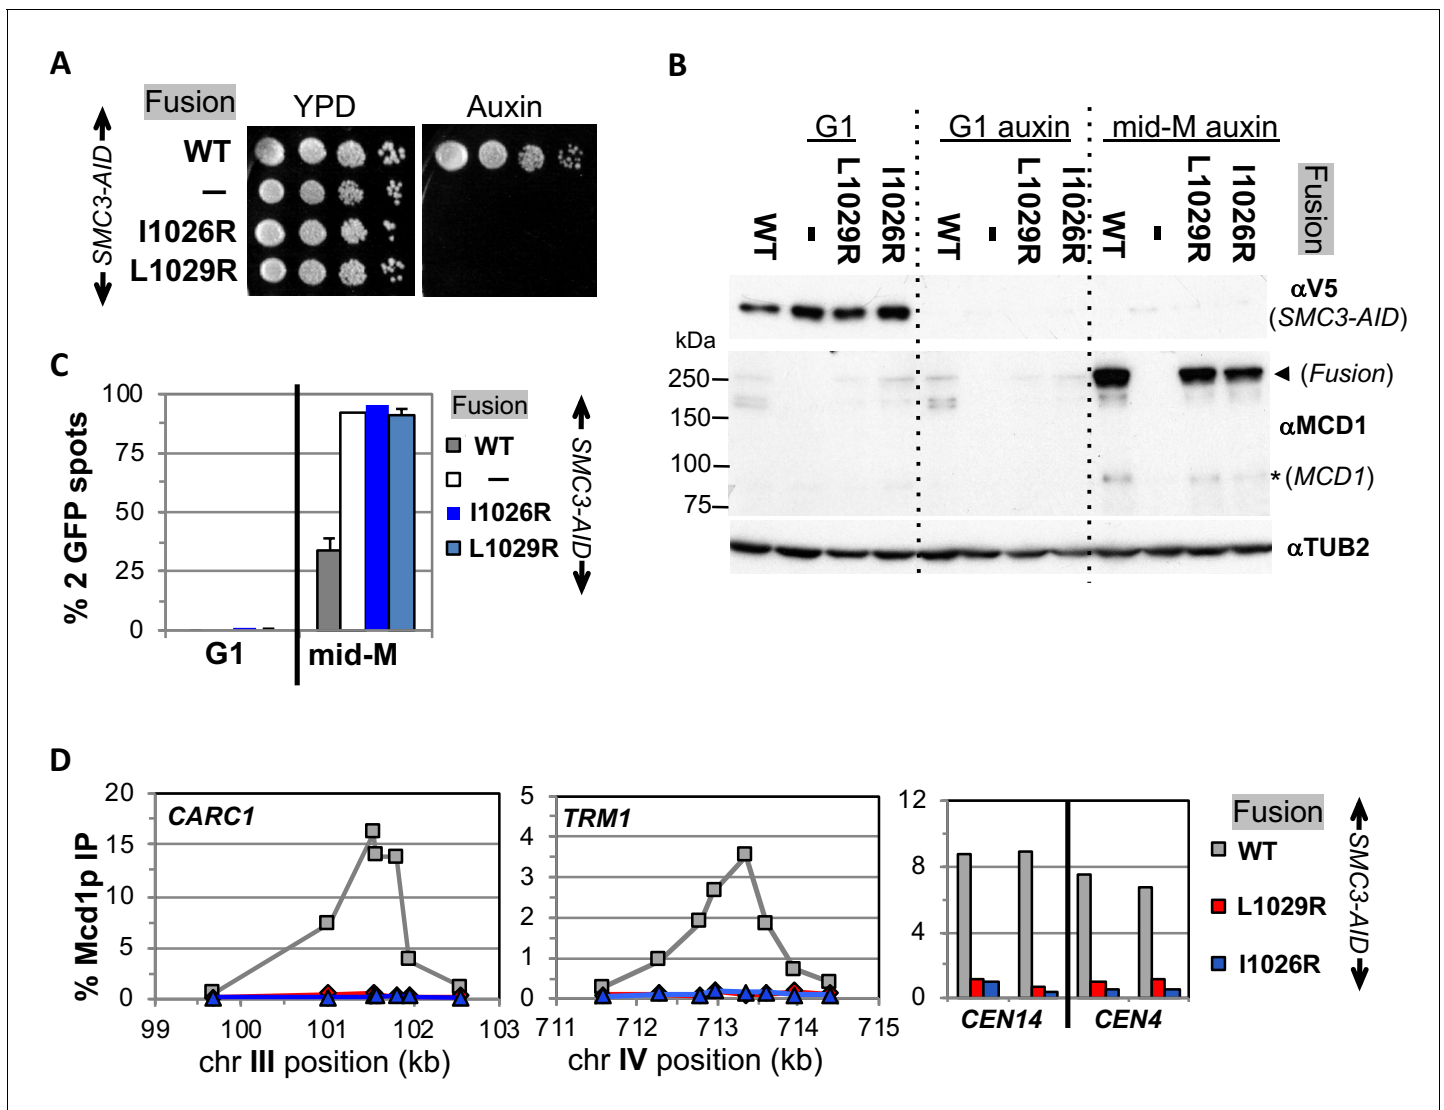 A
Fusion
YPD
Auxin
SMC3-AID
WT
–
I1026R
L1029R
B
G1
G1 auxin
mid-M auxin
WT
-
L1029R
I1026R
WT
-
L1029R
I1026R
WT
-
L1029R
I1026R
Fusion
αV5
(SMC3-AID)
kDa
250
150
100
75
◄ (Fusion)
αMCD1
*(MCD1)
αTUB2
C
% 2 GFP spots
100
75
50
25
0
G1
mid-M
Fusion
WT
–
I1026R
L1029R
SMC3-AID
D
% Mcd1p IP
20
15
10
5
0
CARC1
99 100 101 102 103
chr III position (kb)
5
4
3
2
1
0
TRM1
711 712 713 714 715
chr IV position (kb)
12
8
4
0
CEN14 CEN4
Fusion
WT
L1029R
I1026R
SMC3-AID